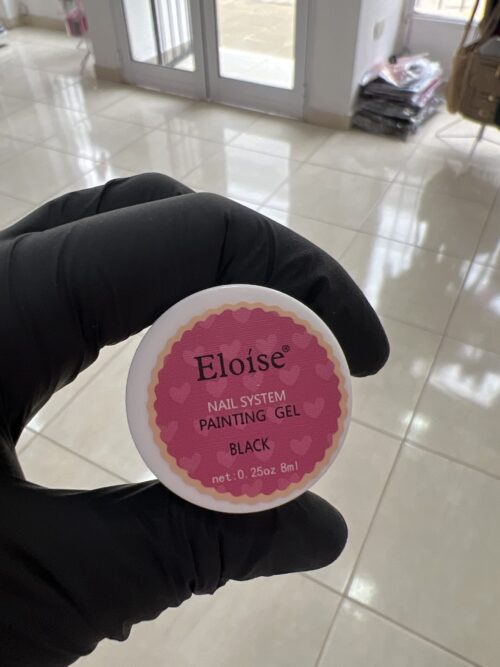 Eloíse®
NAIL SYSTEM
PAINTING GEL
BLACK
net:0.25oz 8ml